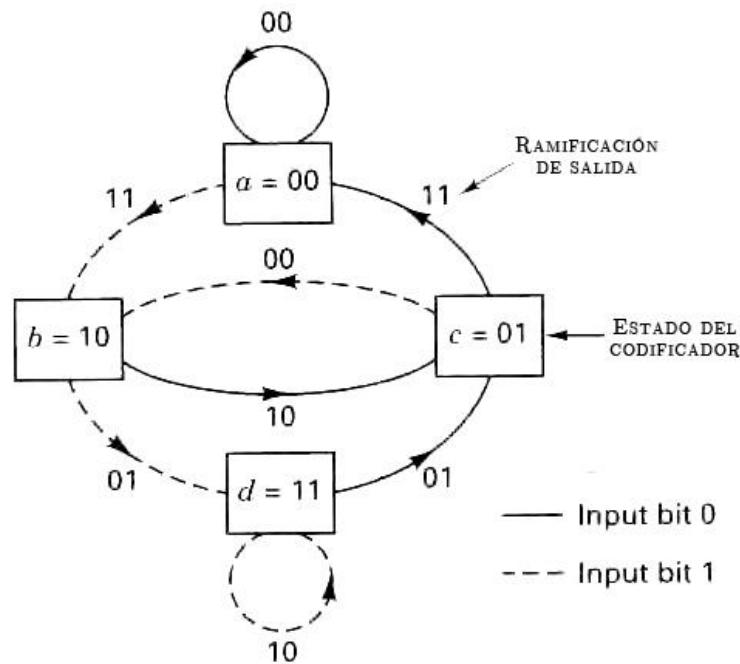 00
RAMIFICACIÓN
DE SALIDA
a = 00
11
11
00
b = 10
c = 01
ESTADO DEL
CODIFICADOR
10
01
d = 11
01
Input bit 0
Input bit 1
10